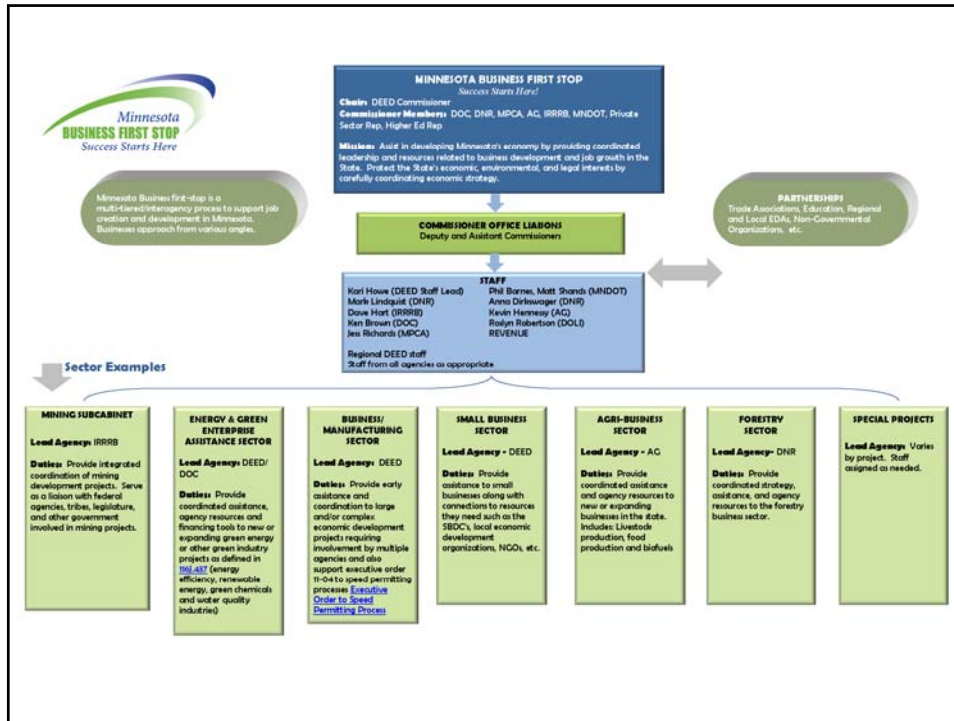 Minnesota
BUSINESS FIRST STOP
Success Starts Here
MINNESOTA BUSINESS FIRST STOP
Success Starts Here!
Chair: DEED Commissioner
Commissioner Members: DOC, DNR, MPCA, AG, IRRRB, MNDOT, Private
Sector Rep, Higher Ed Rep
Mission: Assist in developing Minnesota's economy by providing coordinated
leadership and resources related to business development and job growth in the
State. Protect the State's economic, environmental, and legal interests by
carefully coordinating economic strategy.
Minnesota Business first-stop is a
multi-tiered/interagency process to support job
creation and development in Minnesota.
Businesses approach from various angles.
PARTNERSHIPS
Trade Associations, Education, Regional
and Local EDAs, Non-Governmental
Organizations, etc.
COMMISSIONER OFFICE LIAISONS
Deputy and Assistant Commissioners
STAFF
Kari Howe (DEED Staff Lead)
Mark Lindquist (DNR)
Dave Hart (IRRRB)
Ken Brown (DOC)
Jess Richards (MPCA)
Phil Barnes, Matt Shands (MNDOT)
Anna Dirkswager (DNR)
Kevin Hennessy (AG)
Roslyn Robertson (DOLI)
REVENUE
Regional DEED staff
Staff from all agencies as appropriate
Sector Examples
MINING SUBCABINET
Lead Agency: IRRRB
Duties: Provide integrated
coordination of mining
development projects. Serve
as a liaison with federal
agencies, tribes, legislature,
and other government
involved in mining projects.
ENERGY & GREEN
ENTERPRISE
ASSISTANCE SECTOR
Lead Agency: DEED/
DOC
Duties: Provide
coordinated assistance,
agency resources and
financing tools to new or
expanding green energy
or other green industry
projects as defined in
116J.437 (energy
efficiency, renewable
energy, green chemicals
and water quality
industries)
BUSINESS/
MANUFACTURING
SECTOR
Lead Agency: DEED
Duties: Provide early
assistance and
coordination to large
and/or complex
economic development
projects requiring
involvement by multiple
agencies and also
support executive order
11-04 to speed permitting
processes Executive
Order to Speed
Permitting Process
SMALL BUSINESS
SECTOR
Lead Agency - DEED
Duties: Provide
assistance to small
businesses along with
connections to resources
they need such as the
SBDC's, local economic
development
organizations, NGOs, etc.
AGRI-BUSINESS
SECTOR
Lead Agency - AG
Duties: Provide
coordinated assistance
and agency resources to
new or expanding
businesses in the state.
Includes: Livestock
production, food
production and biofuels
FORESTRY
SECTOR
Lead Agency- DNR
Duties: Provide
coordinated strategy,
assistance, and agency
resources to the forestry
business sector.
SPECIAL PROJECTS
Lead Agency: Varies
by project. Staff
assigned as needed.